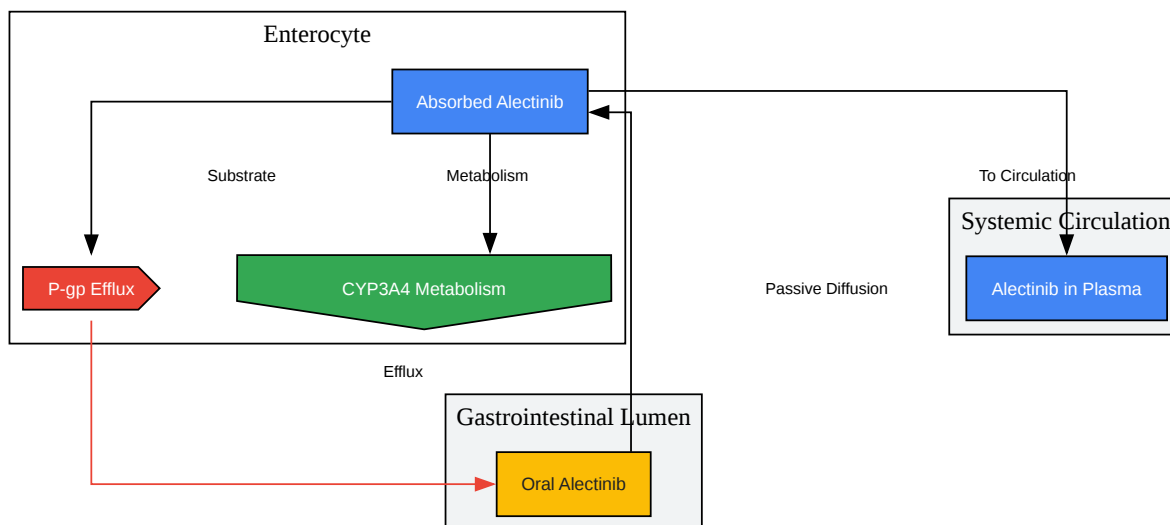 Enterocyte
Absorbed Alectinib
Substrate
Metabolism
To Circulation
Systemic Circulation
P-gp Efflux
CYP3A4 Metabolism
Passive Diffusion
Alectinib in Plasma
Efflux
Gastrointestinal Lumen
Oral Alectinib